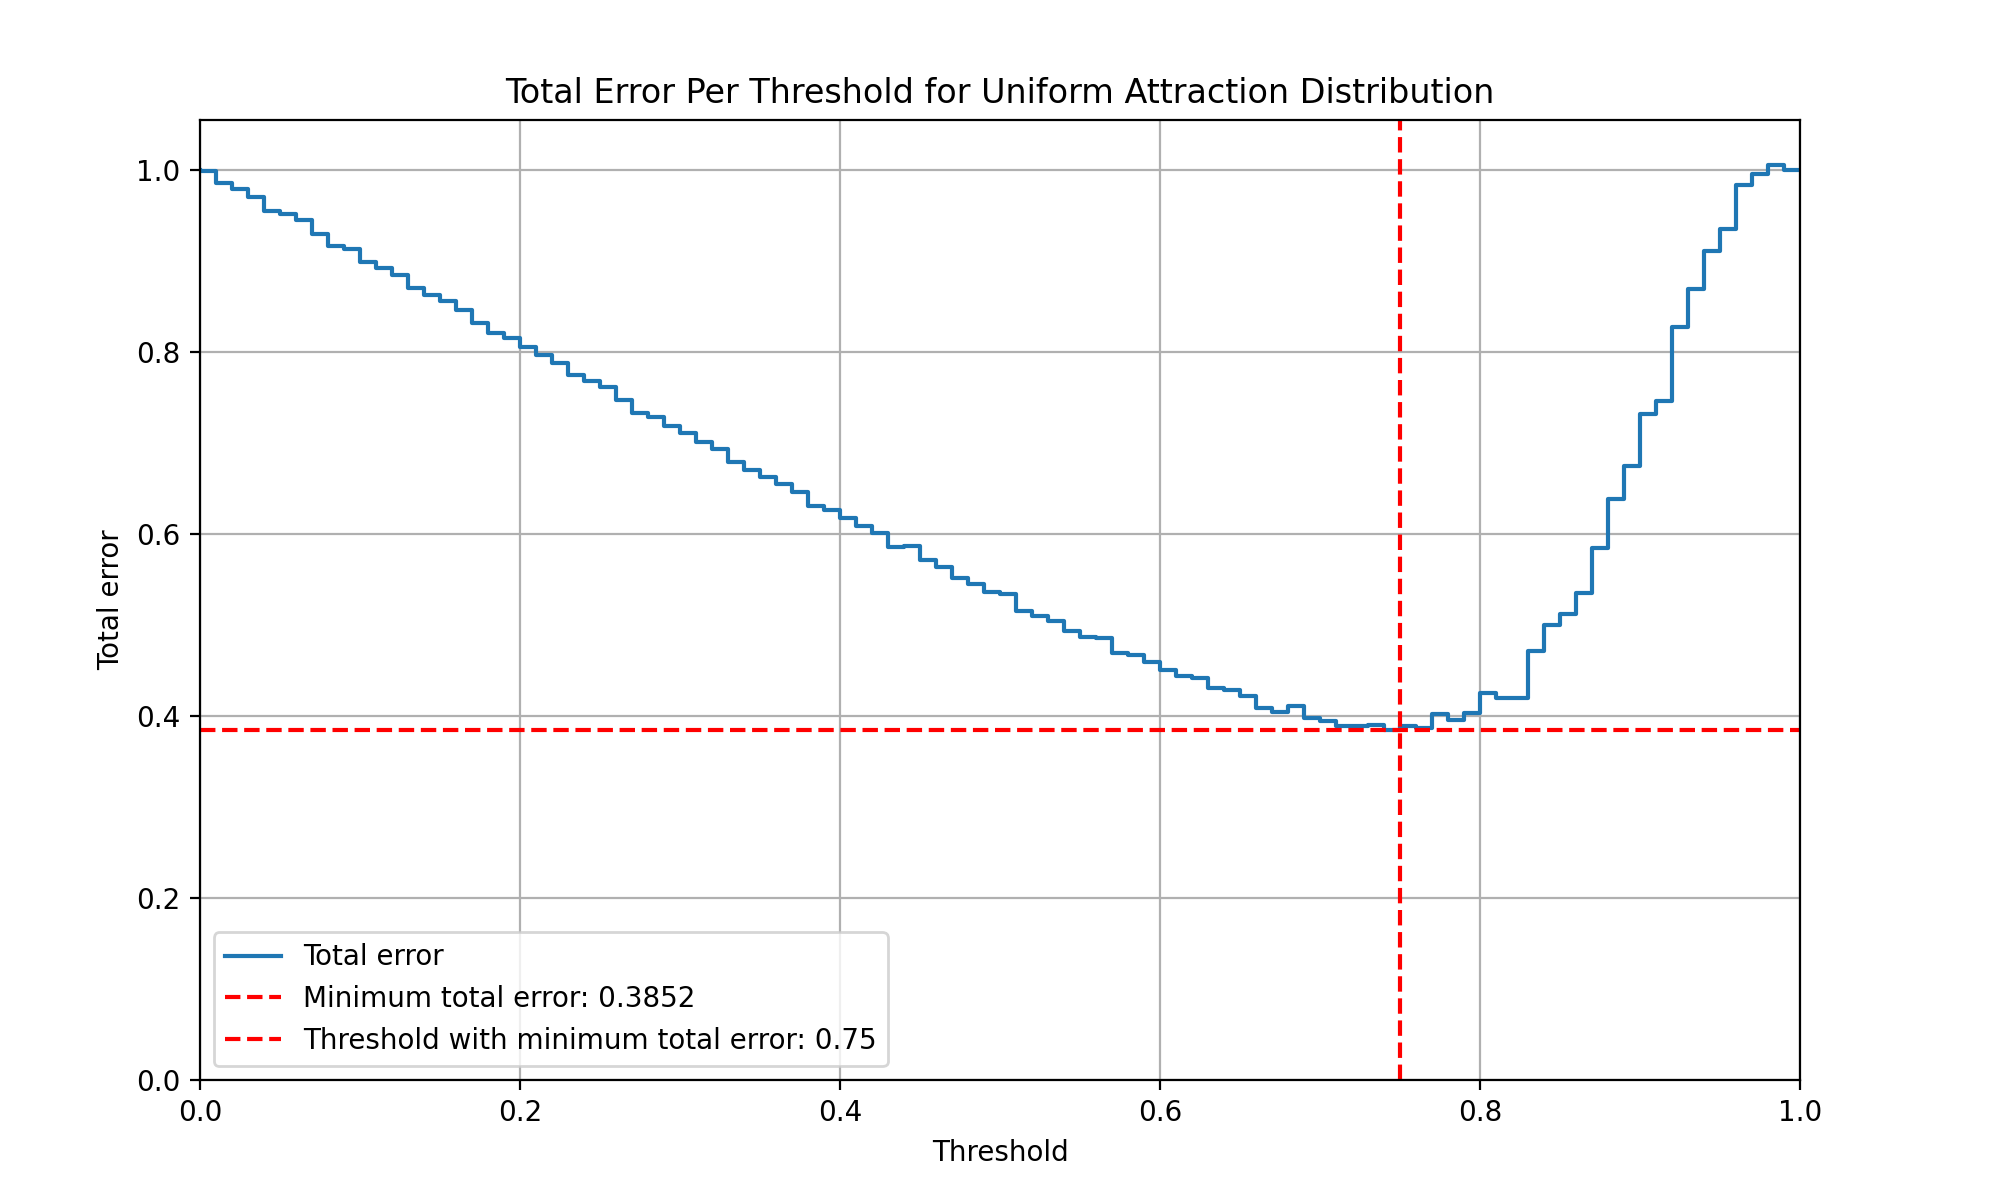 Total Error Per Threshold for Uniform Attraction Distribution
1.0
0.8
0.6
0.4
0.2
0.0
Total error
Total error
Minimum total error: 0.3852
Threshold with minimum total error: 0.75
0.0 0.2 0.4 0.6 0.8 1.0
Threshold